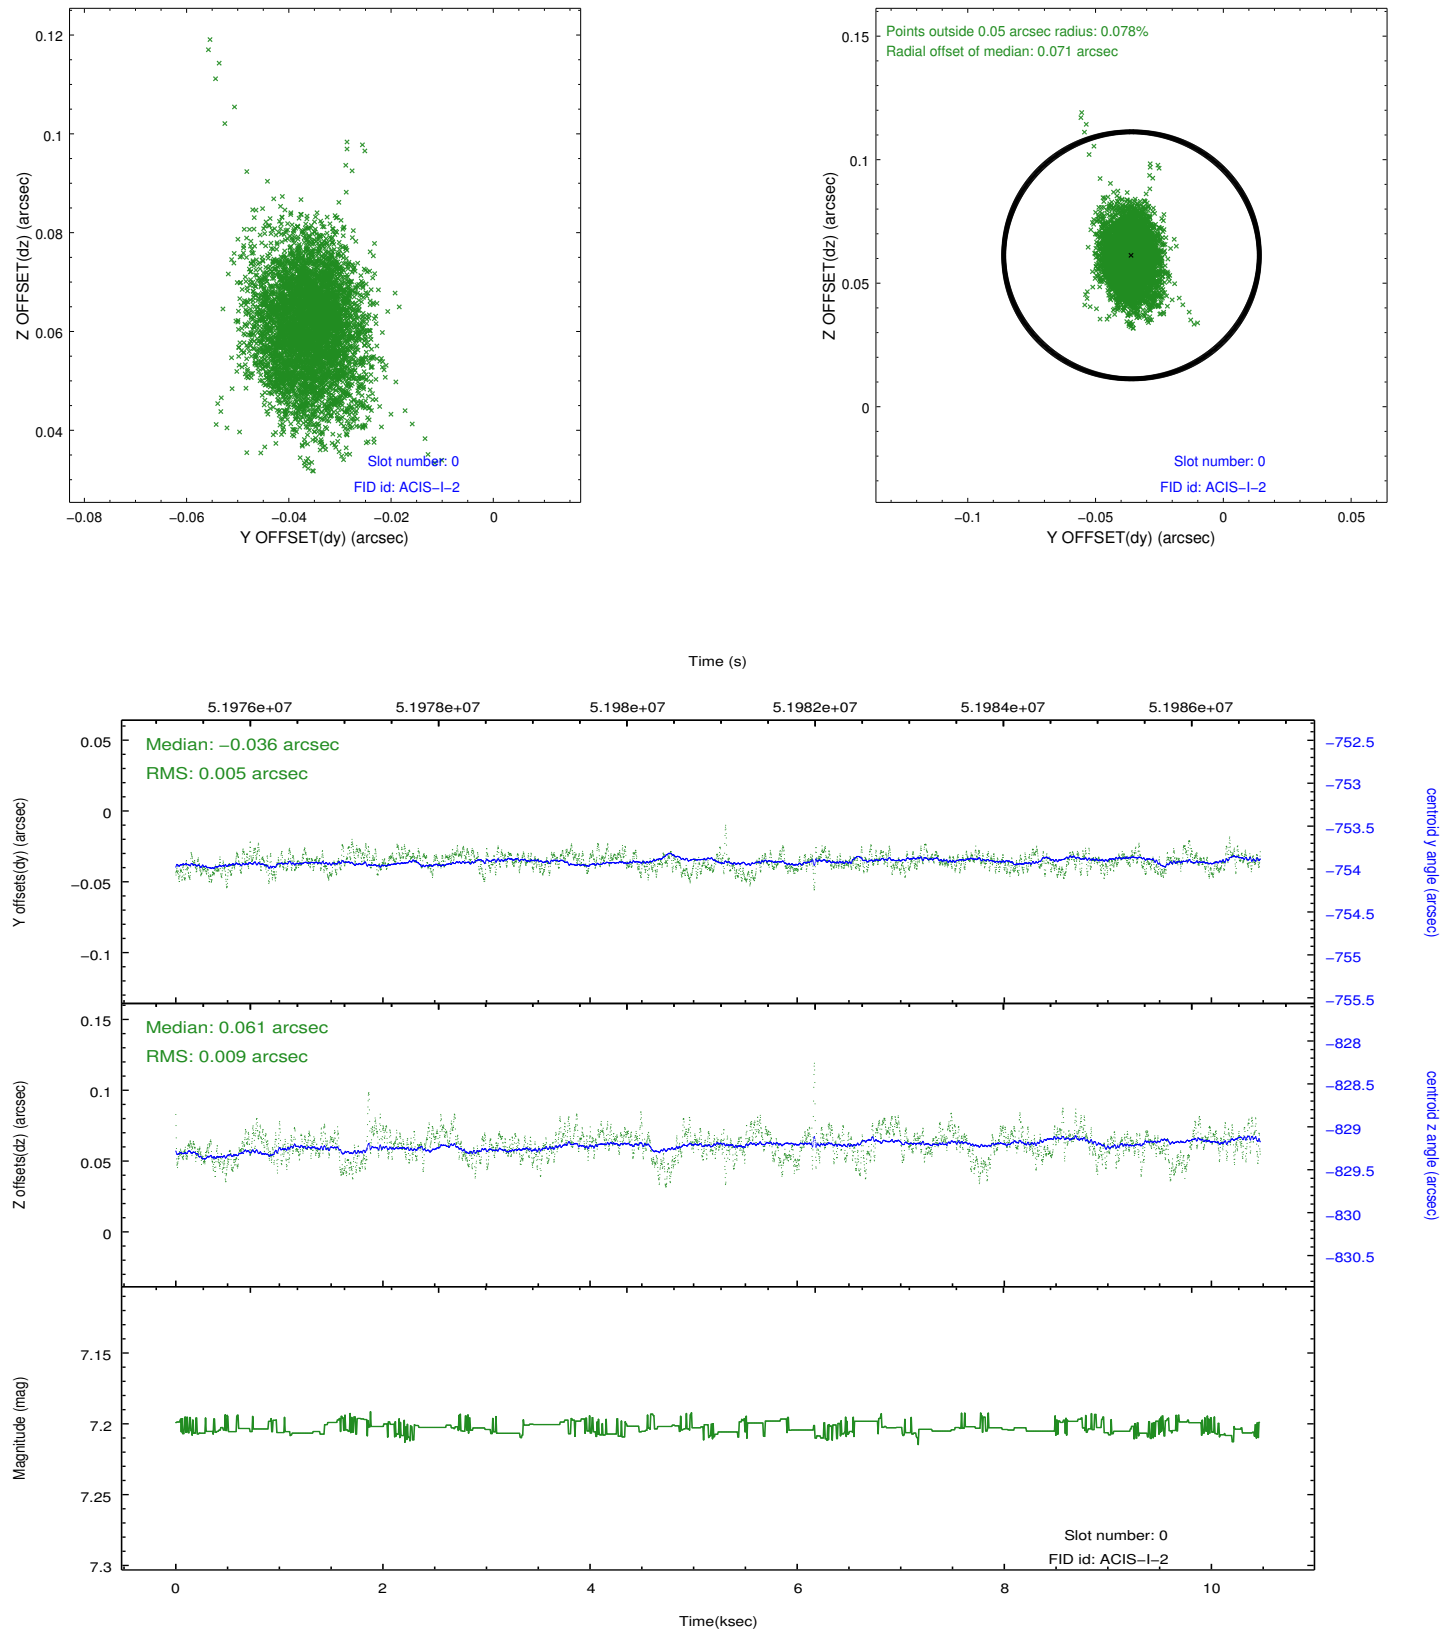 0.12
0.1
0.08
0.06
0.04
Z OFFSET(dz) (arcsec)
Slot number: 0
FID id: ACIS-I-2
-0.08
-0.06
-0.04
-0.02
0
Y OFFSET(dy) (arcsec)
Points outside 0.05 arcsec radius: 0.078%
Radial offset of median: 0.071 arcsec
0.15
0.1
0.05
0
Z OFFSET(dz) (arcsec)
Slot number: 0
FID id: ACIS-I-2
-0.1
-0.05
0
0.05
Y OFFSET(dy) (arcsec)
Time (s)
5.1976e+07
5.1978e+07
5.198e+07
5.1982e+07
5.1984e+07
5.1986e+07
Median: -0.036 arcsec
RMS: 0.005 arcsec
0.05
0
-0.05
-0.1
Y offsets(dy) (arcsec)
-752.5
-753
-753.5
-754
-754.5
-755
-755.5
centroid y angle (arcsec)
Median: 0.061 arcsec
RMS: 0.009 arcsec
0.15
0.1
0.05
0
Z offsets(dz) (arcsec)
-828
-828.5
-829
-829.5
-830
-830.5
centroid z angle (arcsec)
7.15
7.2
7.25
7.3
Magnitude (mag)
Slot number: 0
FID id: ACIS-I-2
0
2
4
6
8
10
Time(ksec)